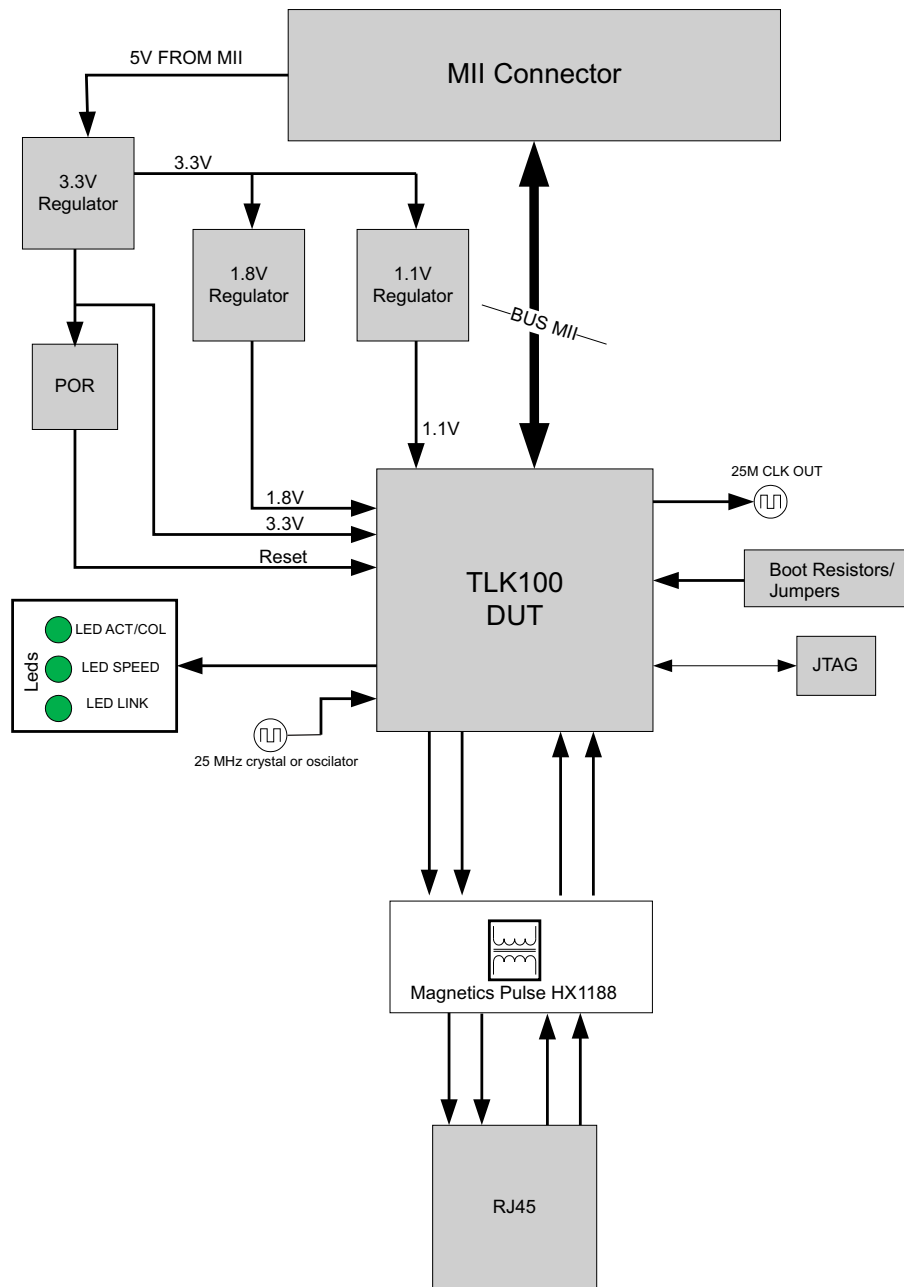 5V FROM MII
MII Connector
3.3V
Regulator
3.3V
1.8V
Regulator
1.1V
Regulator
BUS MII
POR
1.1V
25M CLK OUT
1.8V
3.3V
Reset
TLK100
DUT
Boot Resistors/
Jumpers
Leds
LED ACT/COL
LED SPEED
LED LINK
JTAG
25 MHz crystal or oscilator
Magnetics Pulse HX1188
RJ45